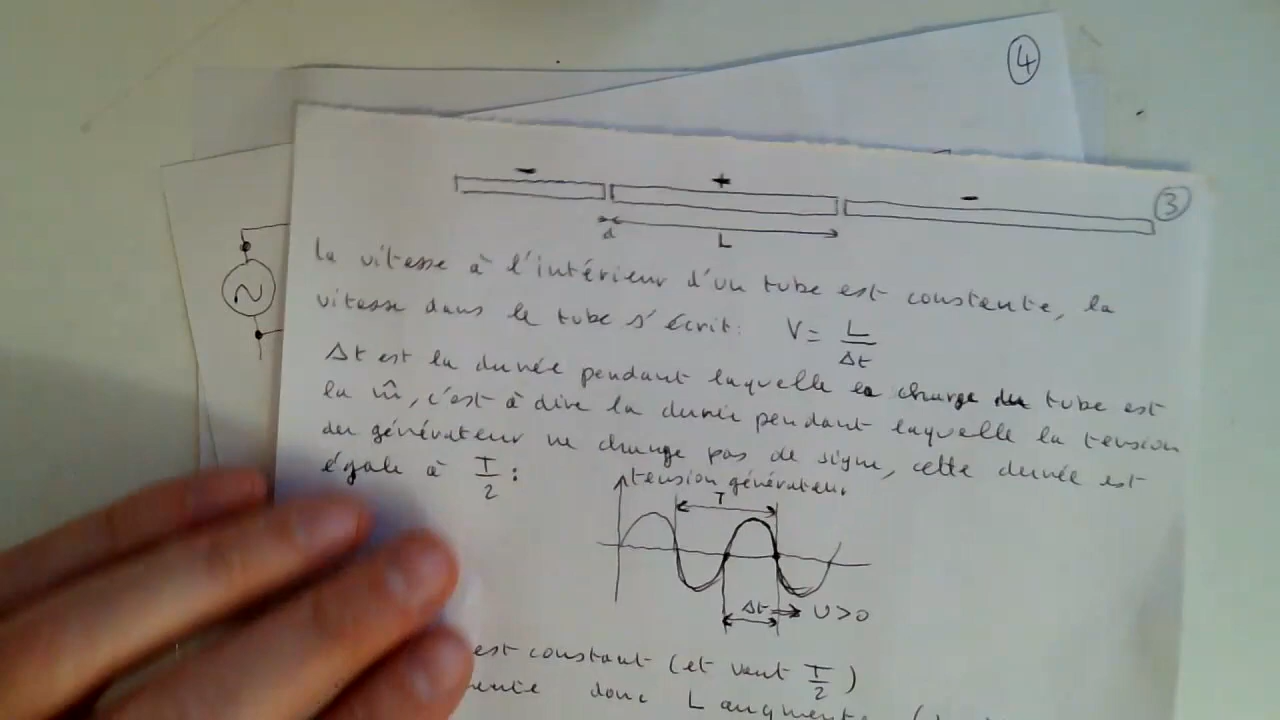 4
- + - 3
d L
la vitesse à l'intérieur d'un tube est constente, la
vitesse dans le tube s'écrit: V = L/Δt
Δt est la durée pendant laquelle la charge du tube est
la m̂, c'est à dire la durée pendant laquelle la tension
du générateur ne change pas de signe, cette durée est
égale à T/2 :
tension générateur
T
Δt ⇒ U>0
est constant (et vaut T/2)
donc L augmente